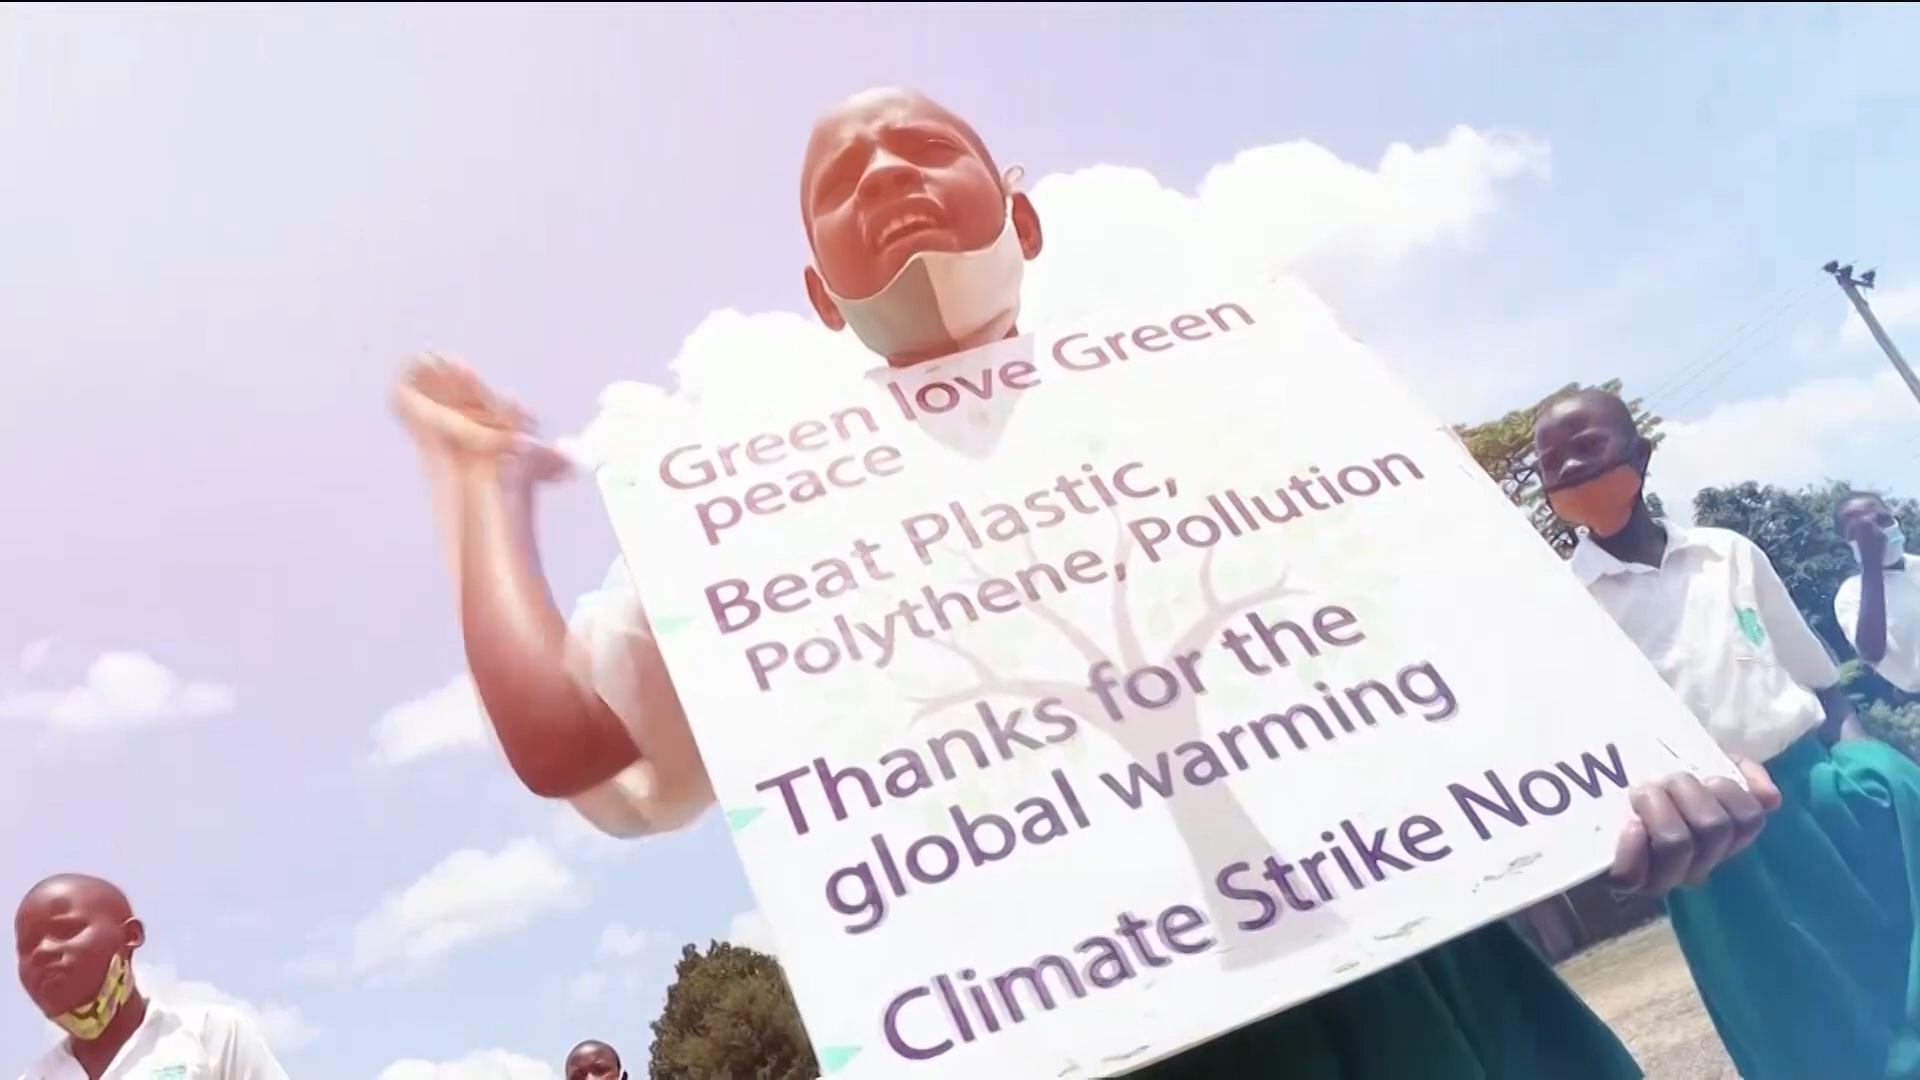 Green love Green
peace
Beat Plastic,
Polythene, Pollution
Thanks for the
global warming
Climate Strike Now